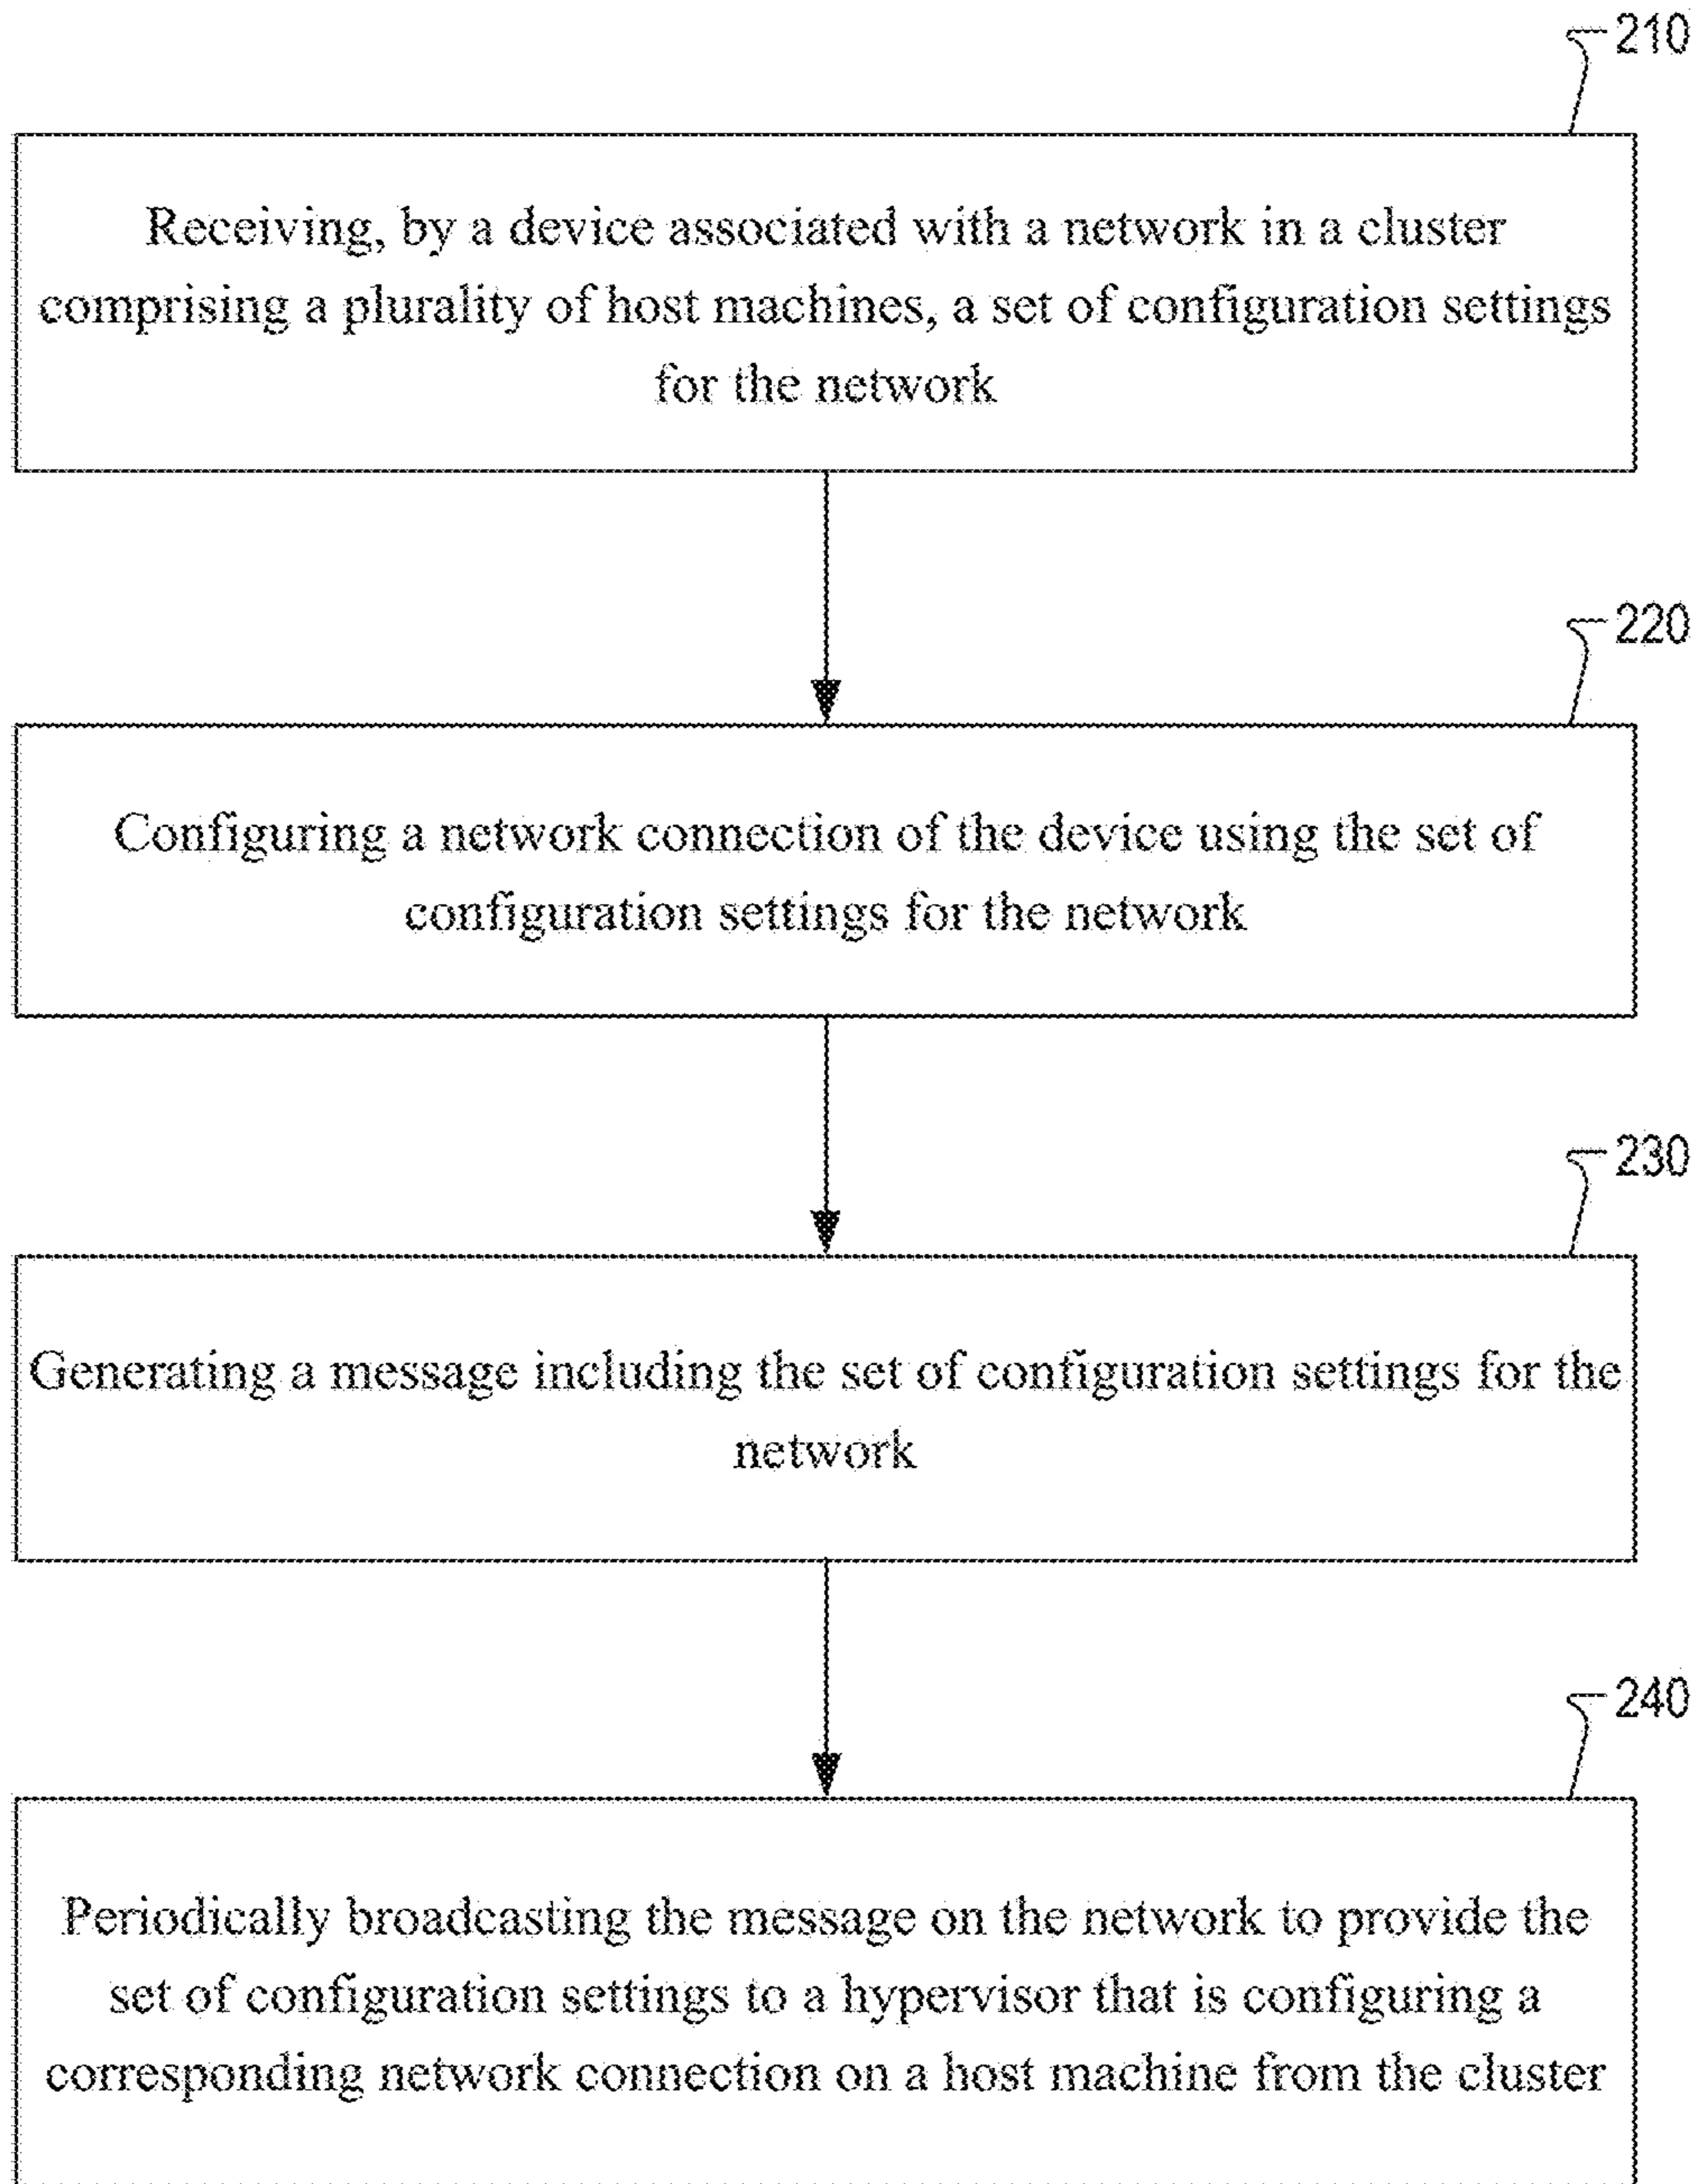 210
Receiving, by a device associated with a network in a cluster
comprising a plurality of host machines, a set of configuration settings
for the network
220
Configuring a network connection of the device using the set of
configuration settings for the network
230
Generating a message including the set of configuration settings for the
network
240
Periodically broadcasting the message on the network to provide the
set of configuration settings to a hypervisor that is configuring a
corresponding network connection on a host machine from the cluster